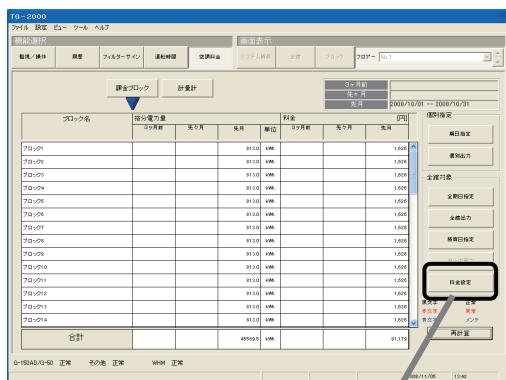 TG-2000
ファイル 設定 ビュー ツール ヘルプ
機能選択 画面表示
監視/操作 履歴 フィルターサイン 運転時間 空調料金 システム構成 全館 ブロック フロアー No.1
課金ブロック 計量計
3ヶ月前
先々月
先月 2008/10/01 -- 2008/10/31
ブロック名 按分電力量 料金 [円] 個別指定
3ヶ月前 先々月 先月 単位 3ヶ月前 先々月 先月
期日指定
ブロック1 813.0 kWh 1,626
ブロック2 813.0 kWh 1,626
個別出力
ブロック3 813.0 kWh 1,626
全館対象
ブロック4 813.0 kWh 1,626
ブロック5 813.0 kWh 1,626
全期日指定
ブロック6 813.0 kWh 1,626
ブロック7 813.0 kWh 1,626
全館出力
ブロック8 813.0 kWh 1,626
精算日指定
ブロック9 813.0 kWh 1,626
ブロック10 813.0 kWh 1,626
ブロック11 813.0 kWh 1,626
料金設定
ブロック12 813.0 kWh 1,626
ブロック13 813.0 kWh 1,626
黒文字 正常
赤文字 異常
ブロック14 813.0 kWh 1,626
青文字 メンテ
合計 45589.5 kWh 91,179
再計算
G-150AD/G-50 正常 その他 正常 WHM 正常
2008/11/05 13:42